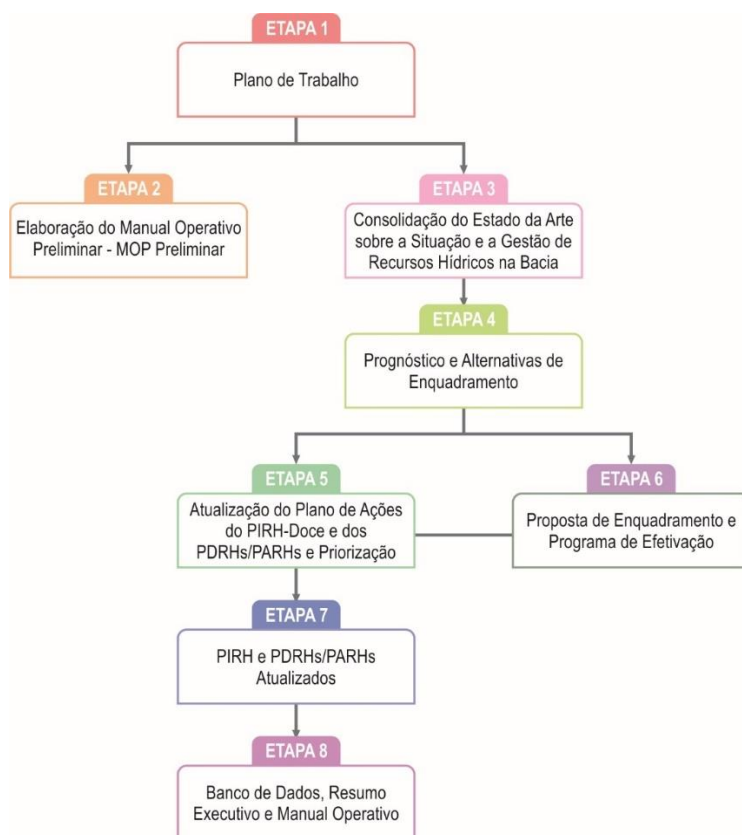 ETAPA 1
Plano de Trabalho
ETAPA 2
Elaboração do Manual Operativo
Preliminar - MOP Preliminar
ETAPA 3
Consolidação do Estado da Arte
sobre a Situação e a Gestão de
Recursos Hídricos na Bacia
ETAPA 4
Prognóstico e Alternativas de
Enquadramento
ETAPA 5
Atualização do Plano de Ações
do PIRH-Doce e dos
PDRHs/PARHs e Priorização
ETAPA 6
Proposta de Enquadramento e
Programa de Efetivação
ETAPA 7
PIRH e PDRHs/PARHs
Atualizados
ETAPA 8
Banco de Dados, Resumo
Executivo e Manual Operativo